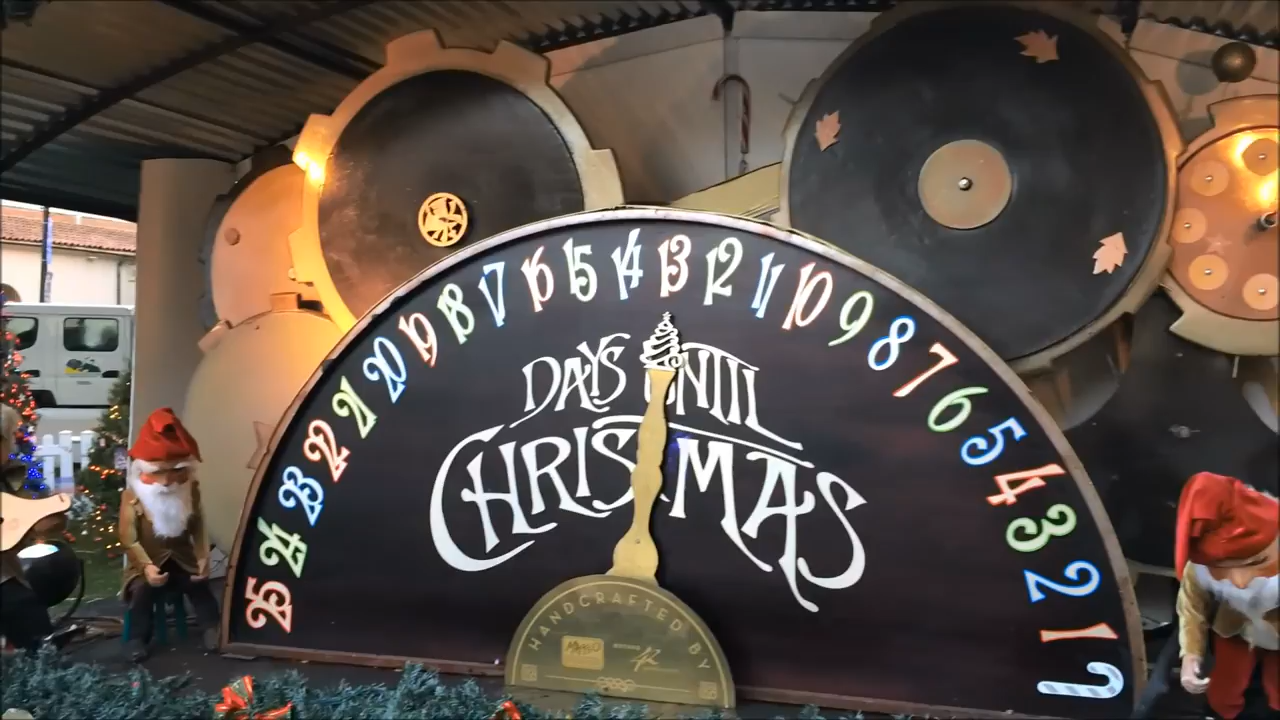 25 24 23 22 21 20 19 18 17 16 15 14 13 12 11 10 9 8 7 6 5 4 3 2 1
DAYS UNTIL
CHRISTMAS
HANDCRAFTED BY